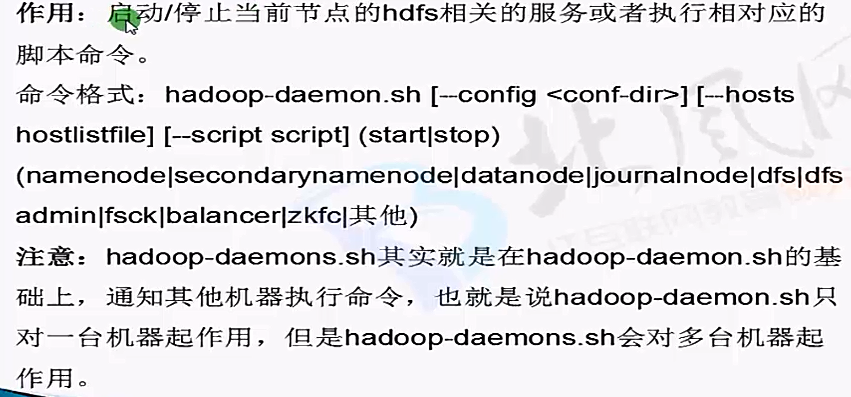 作用：启动/停止当前节点的hdfs相关的服务或者执行相对应的
脚本命令。
命令格式：hadoop-daemon.sh [--config <conf-dir>] [--hosts
hostlistfile] [--script script] (start|stop)
(namenode|secondarynamenode|datanode|journalnode|dfs|dfs
admin|fsck|balancer|zkfc|其他)
注意：hadoop-daemons.sh其实就是在hadoop-daemon.sh的基
础上，通知其他机器执行命令，也就是说hadoop-daemon.sh只
对一台机器起作用，但是hadoop-daemons.sh会对多台机器起
作用。